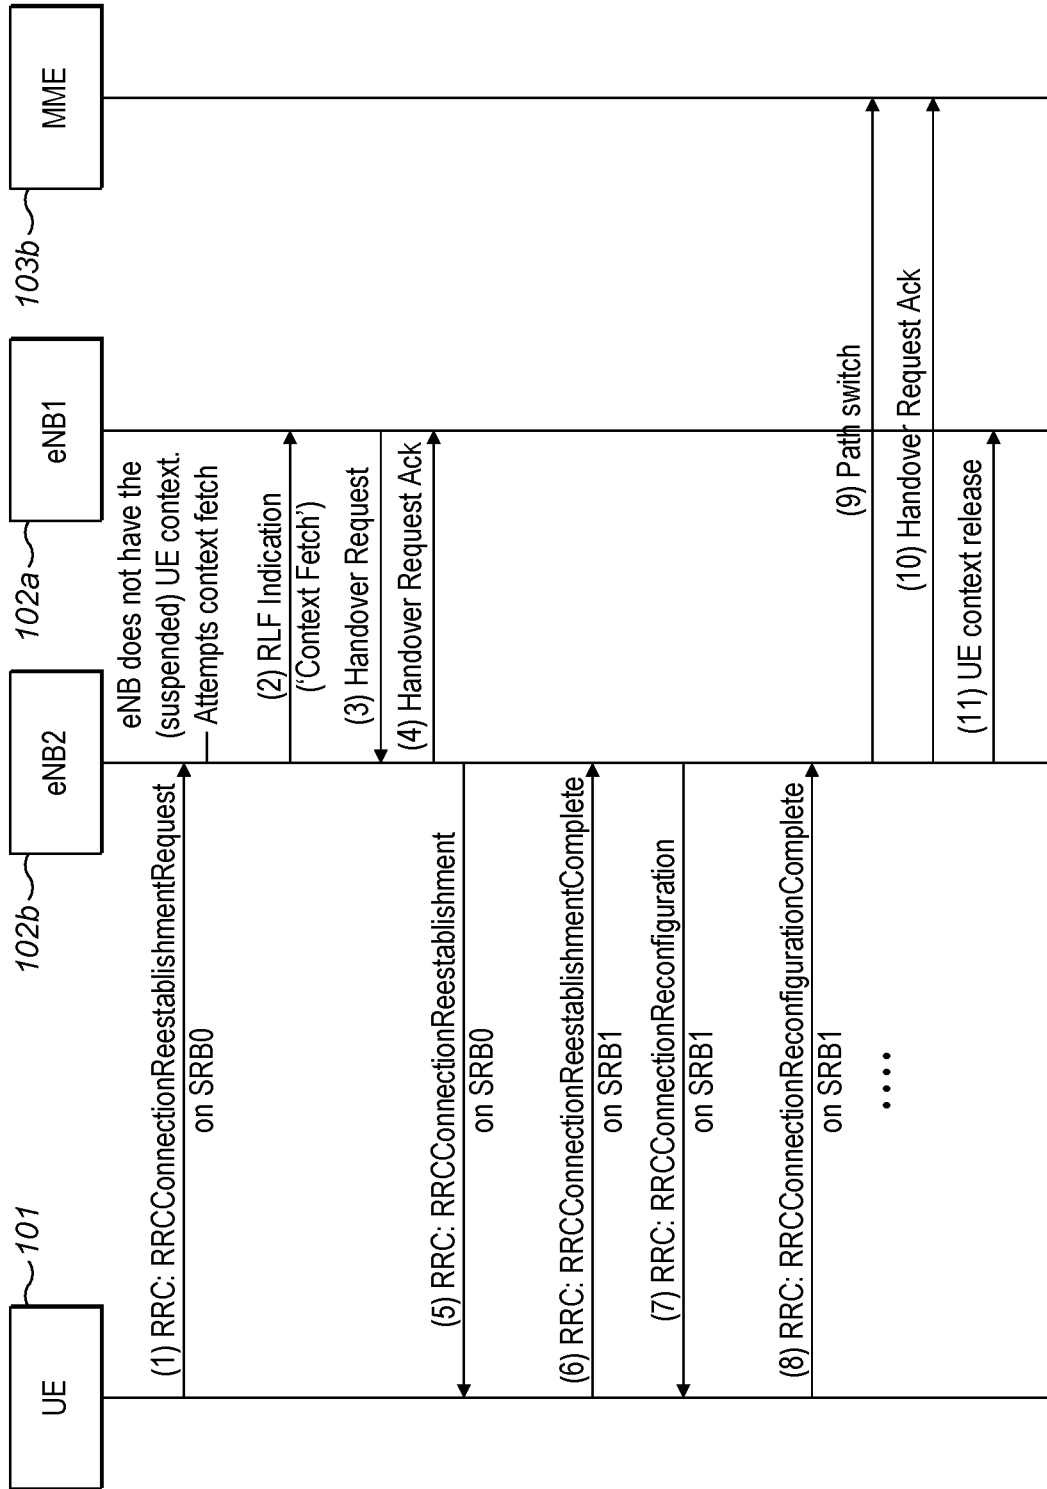 UE
101
eNB2
102b
eNB1
102a
MME
103b
(1) RRC: RRCConnectionReestablishmentRequest
on SRB0
eNB does not have the
(suspended) UE context.
Attempts context fetch
(2) RLF Indication
('Context Fetch')
(3) Handover Request
(4) Handover Request Ack
(5) RRC: RRCConnectionReestablishment
on SRB0
(6) RRC: RRCConnectionReestablishmentComplete
on SRB1
(7) RRC: RRCConnectionReconfiguration
on SRB1
(8) RRC: RRCConnectionReconfigurationComplete
on SRB1
....
(9) Path switch
(10) Handover Request Ack
(11) UE context release